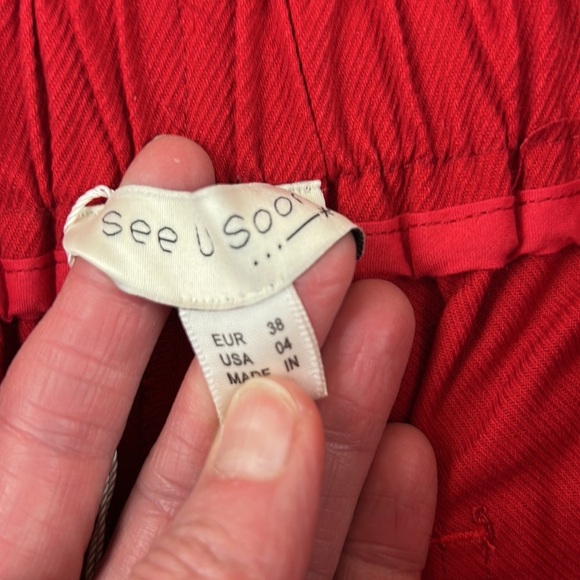 see u soon
...
EUR 38
USA 04
MADE IN